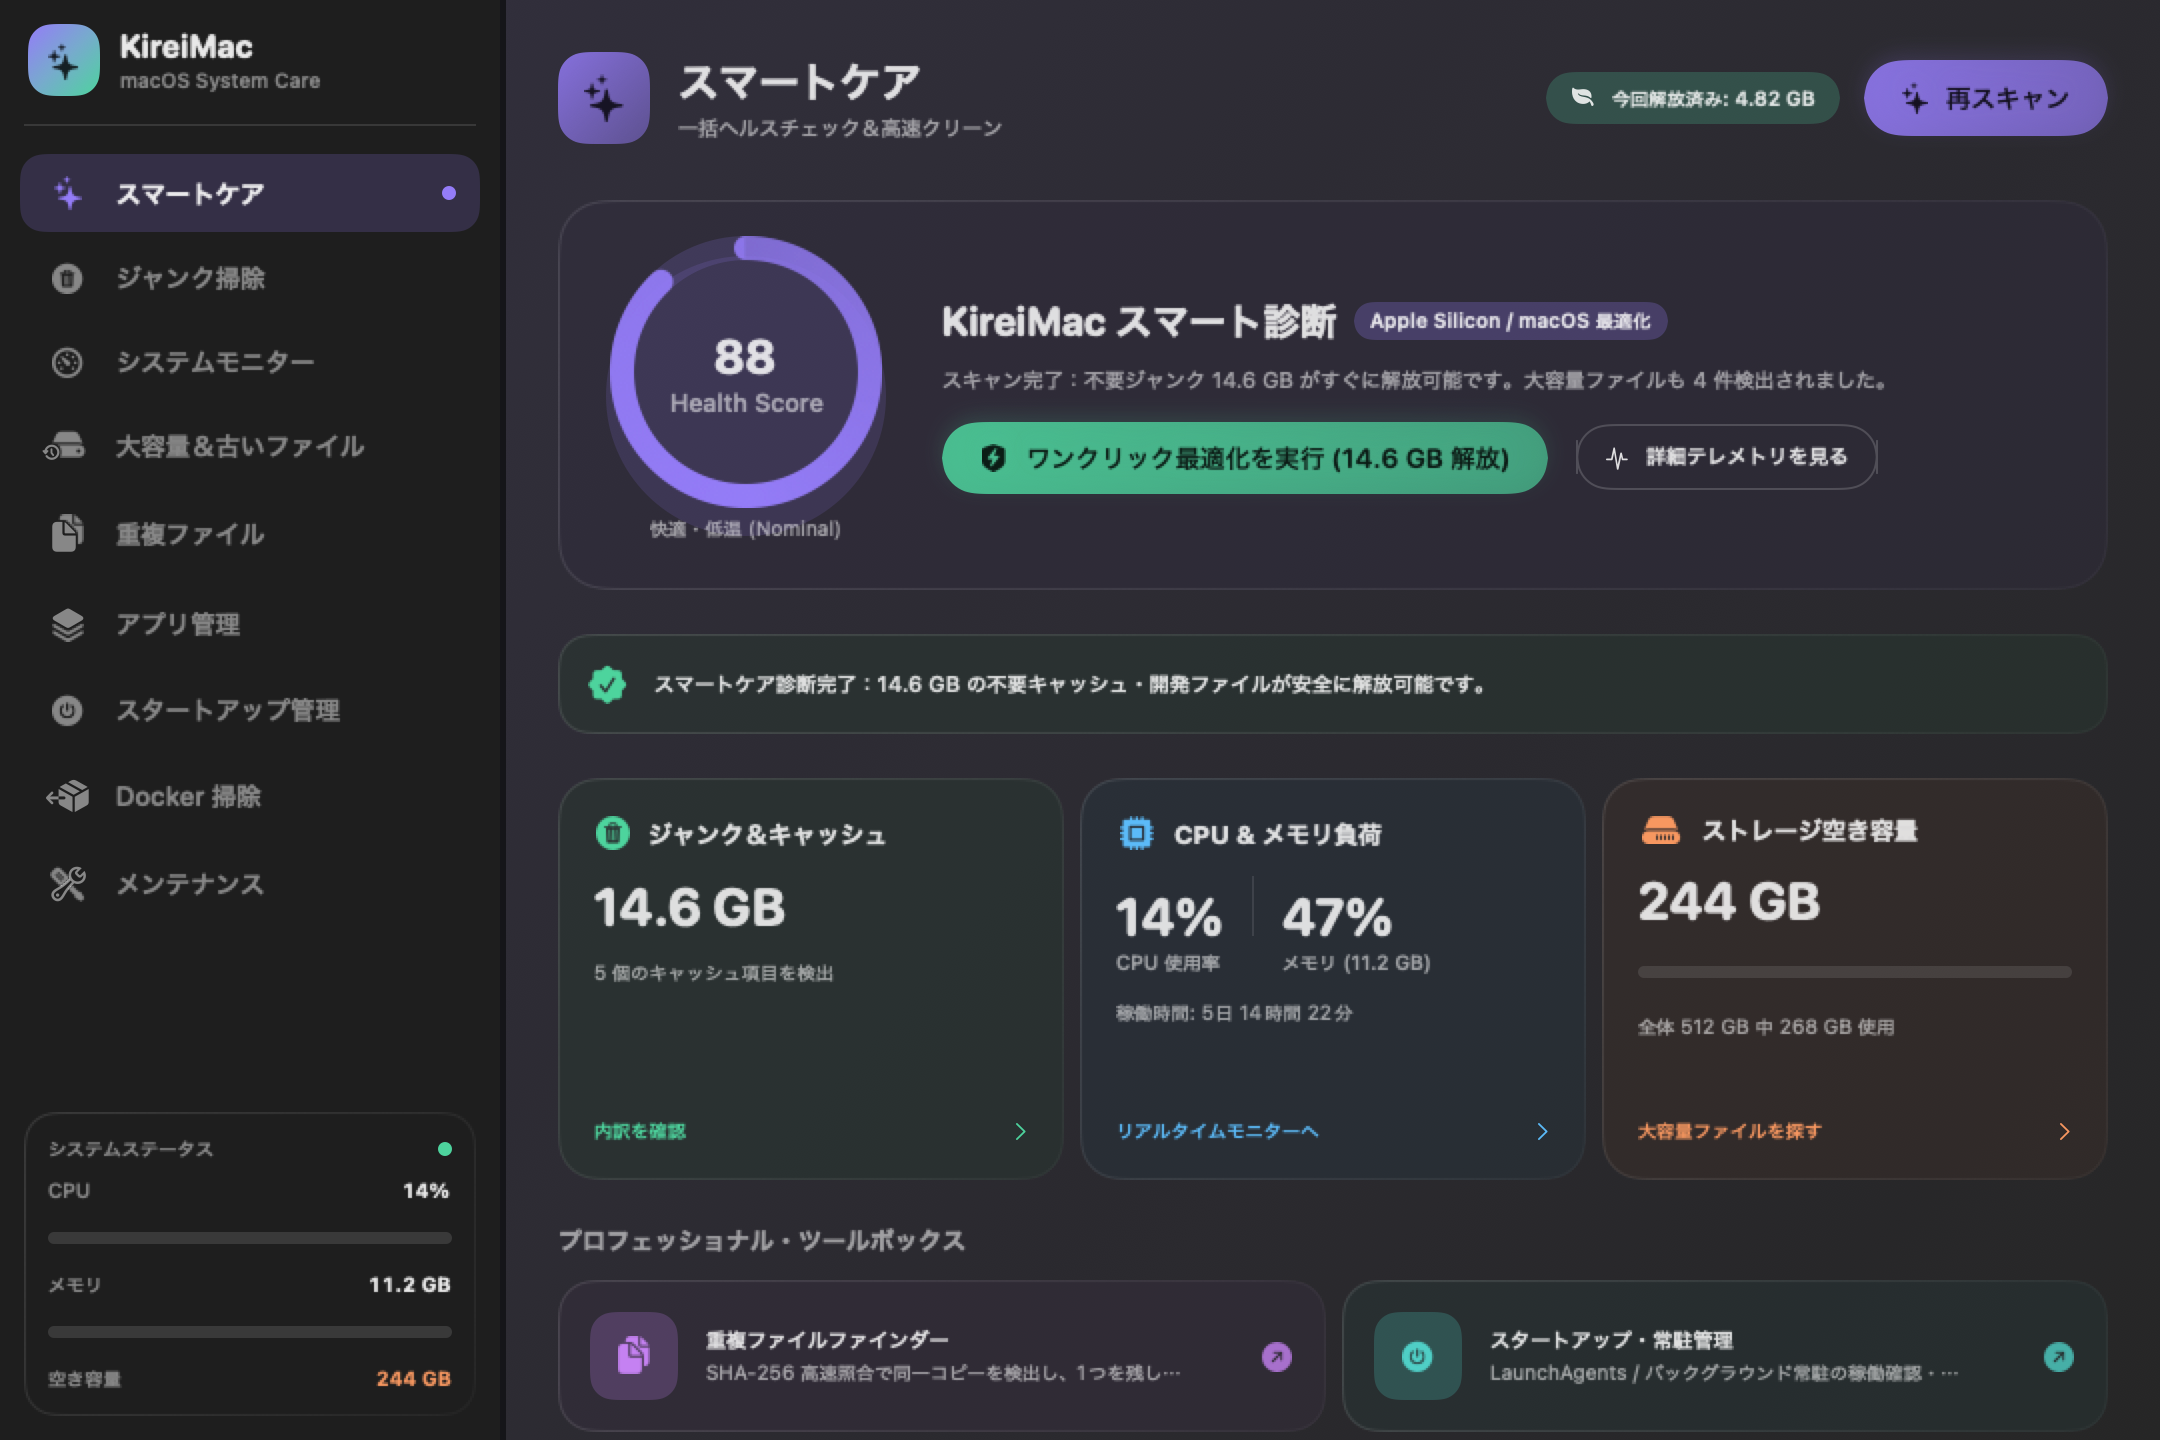 KireiMac
macOS System Care
スマートケア
ジャンク掃除
システムモニター
大容量＆古いファイル
重複ファイル
アプリ管理
スタートアップ管理
Docker 掃除
メンテナンス
システムステータス
CPU 14%
メモリ 11.2 GB
空き容量 244 GB
スマートケア
一括ヘルスチェック＆高速クリーン
今回解放済み: 4.82 GB
再スキャン
88
Health Score
快適・低温 (Nominal)
KireiMac スマート診断
Apple Silicon / macOS 最適化
スキャン完了：不要ジャンク 14.6 GB がすぐに解放可能です。大容量ファイルも 4 件検出されました。
ワンクリック最適化を実行 (14.6 GB 解放)
詳細テレメトリを見る
スマートケア診断完了：14.6 GB の不要キャッシュ・開発ファイルが安全に解放可能です。
ジャンク＆キャッシュ
14.6 GB
5 個のキャッシュ項目を検出
内訳を確認
CPU & メモリ負荷
14% 47%
CPU 使用率 メモリ (11.2 GB)
稼働時間: 5日 14時間 22分
リアルタイムモニターへ
ストレージ空き容量
244 GB
全体 512 GB 中 268 GB 使用
大容量ファイルを探す
プロフェッショナル・ツールボックス
重複ファイルファインダー
SHA-256 高速照合で同一コピーを検出し、1つを残し…
スタートアップ・常駐管理
LaunchAgents / バックグラウンド常駐の稼働確認・…